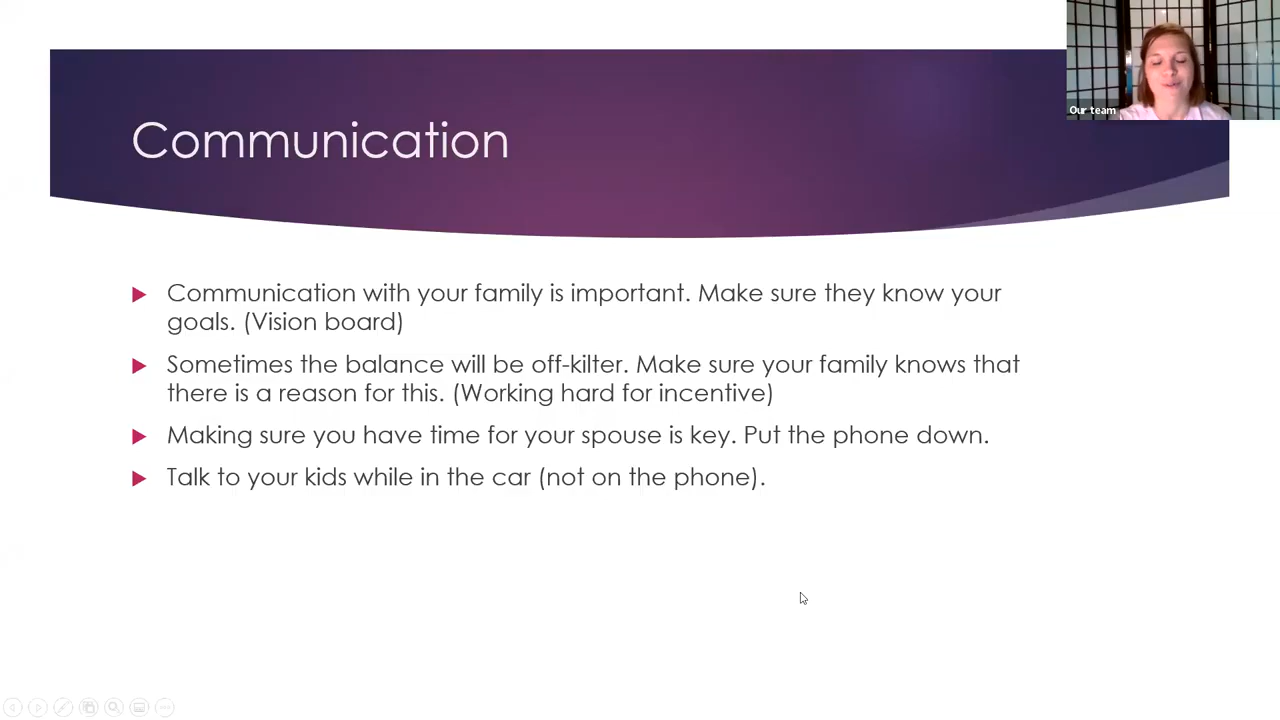 Our team
Communication
Communication with your family is important. Make sure they know your
goals. (Vision board)
Sometimes the balance will be off-kilter. Make sure your family knows that
there is a reason for this. (Working hard for incentive)
Making sure you have time for your spouse is key. Put the phone down.
Talk to your kids while in the car (not on the phone).